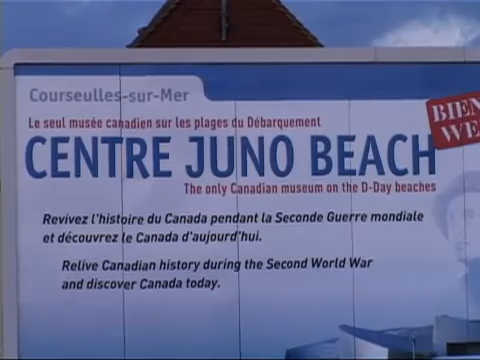 Courseulles-sur-Mer
Le seul musée canadien sur les plages du Débarquement
CENTRE JUNO BEACH
The only Canadian museum on the D-Day beaches
BIEN
WE
Revivez l'histoire du Canada pendant la Seconde Guerre mondiale
et découvrez le Canada d'aujourd'hui.
Relive Canadian history during the Second World War
and discover Canada today.